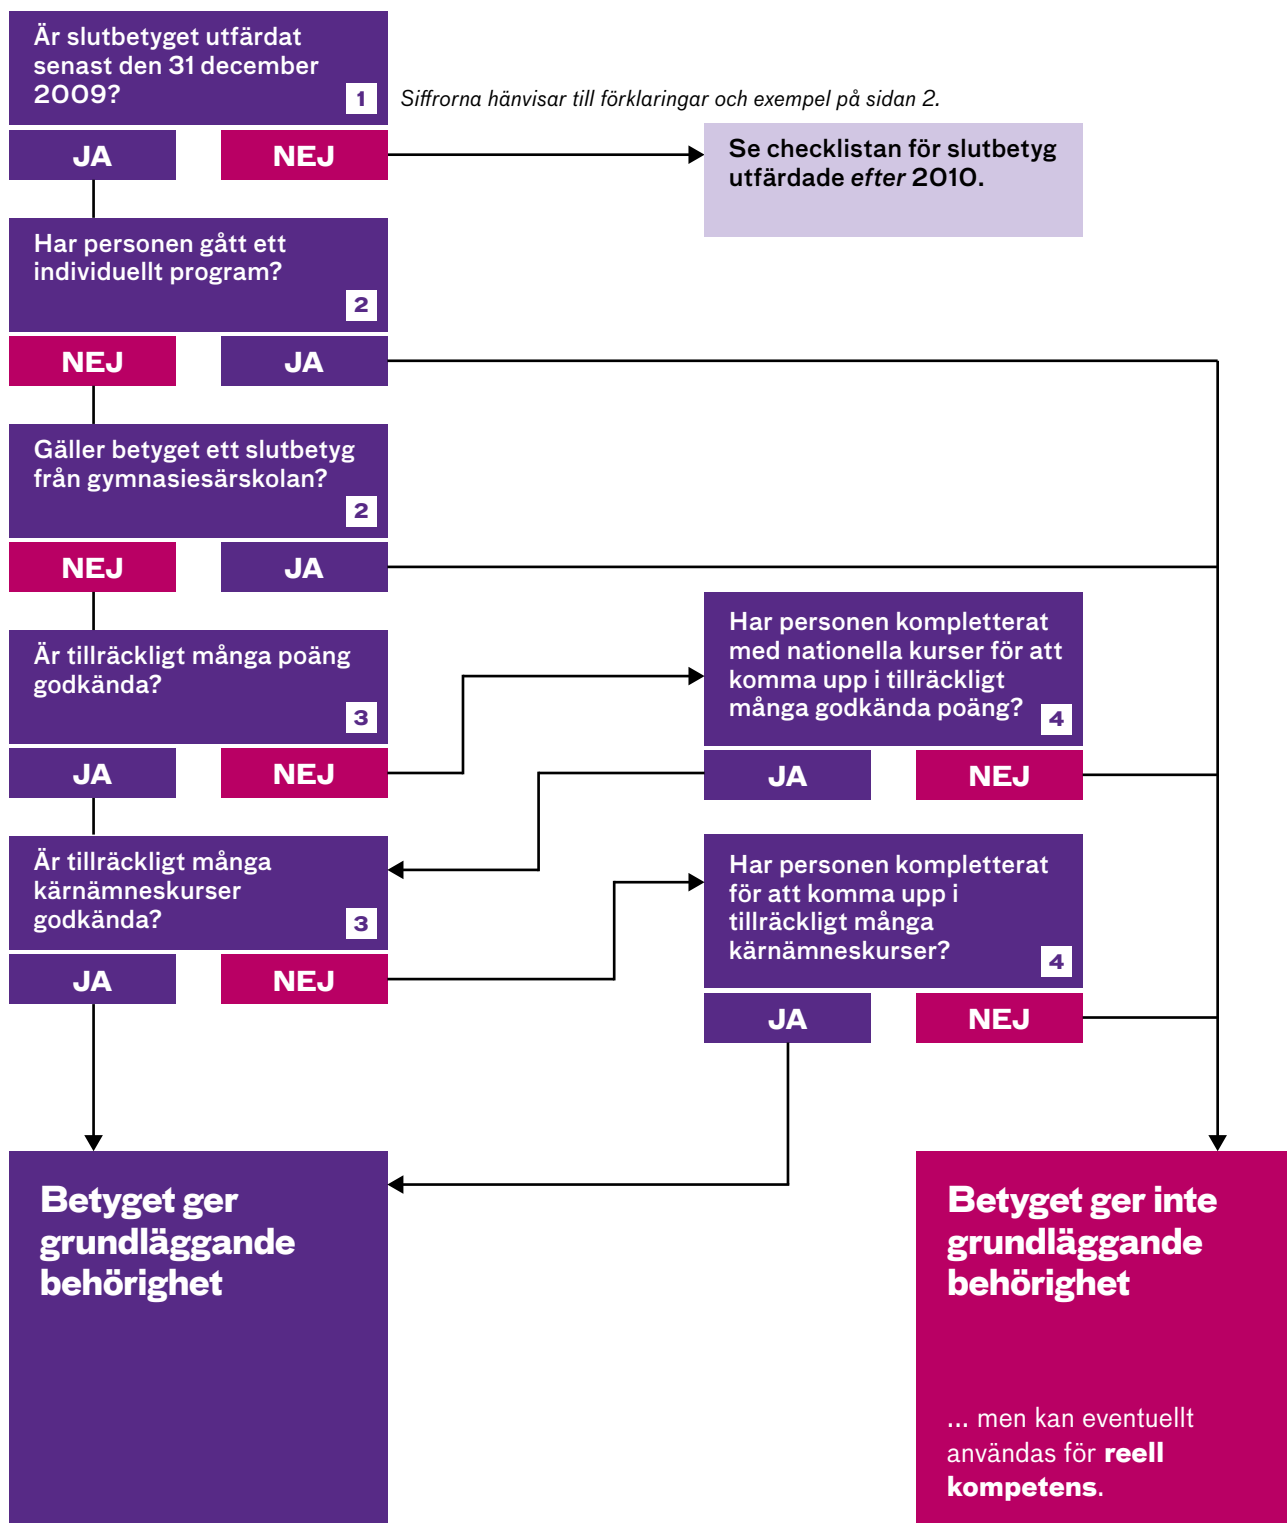 Är slutbetyget utfärdat
senast den 31 december
2009?
1
Siffrorna hänvisar till förklaringar och exempel på sidan 2.
JA
NEJ
Se checklistan för slutbetyg
utfärdade efter 2010.
Har personen gått ett
individuellt program?
2
NEJ
JA
Gäller betyget ett slutbetyg
från gymnasiesärskolan?
2
NEJ
JA
Är tillräckligt många poäng
godkända?
3
JA
NEJ
Har personen kompletterat
med nationella kurser för att
komma upp i tillräckligt
många godkända poäng?
4
JA
NEJ
Är tillräckligt många
kärnämneskurser
godkända?
3
JA
NEJ
Har personen kompletterat
för att komma upp i
tillräckligt många
kärnämneskurser?
4
JA
NEJ
Betyget ger
grundläggande
behörighet
Betyget ger inte
grundläggande
behörighet
... men kan eventuellt
användas för reell
kompetens.